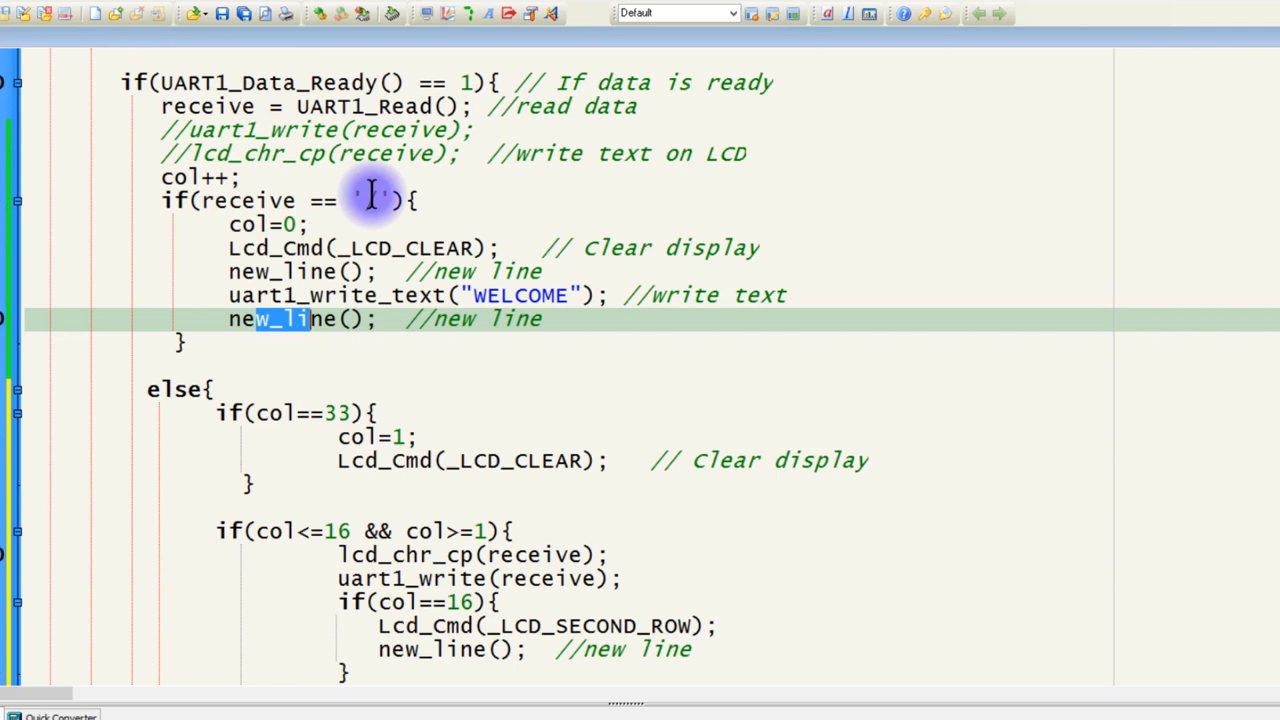 Default
if(UART1_Data_Ready() == 1){ // If data is ready
receive = UART1_Read(); //read data
//uart1_write(receive);
//lcd_chr_cp(receive);  //write text on LCD
col++;
if(receive == '/'){
col=0;
Lcd_Cmd(_LCD_CLEAR);   // Clear display
new_line();  //new line
uart1_write_text("WELCOME"); //write text
new_line();  //new line
}
else{
if(col==33){
col=1;
Lcd_Cmd(_LCD_CLEAR);   // Clear display
}
if(col<=16 && col>=1){
lcd_chr_cp(receive);
uart1_write(receive);
if(col==16){
Lcd_Cmd(_LCD_SECOND_ROW);
new_line();  //new line
}
Quick Converter